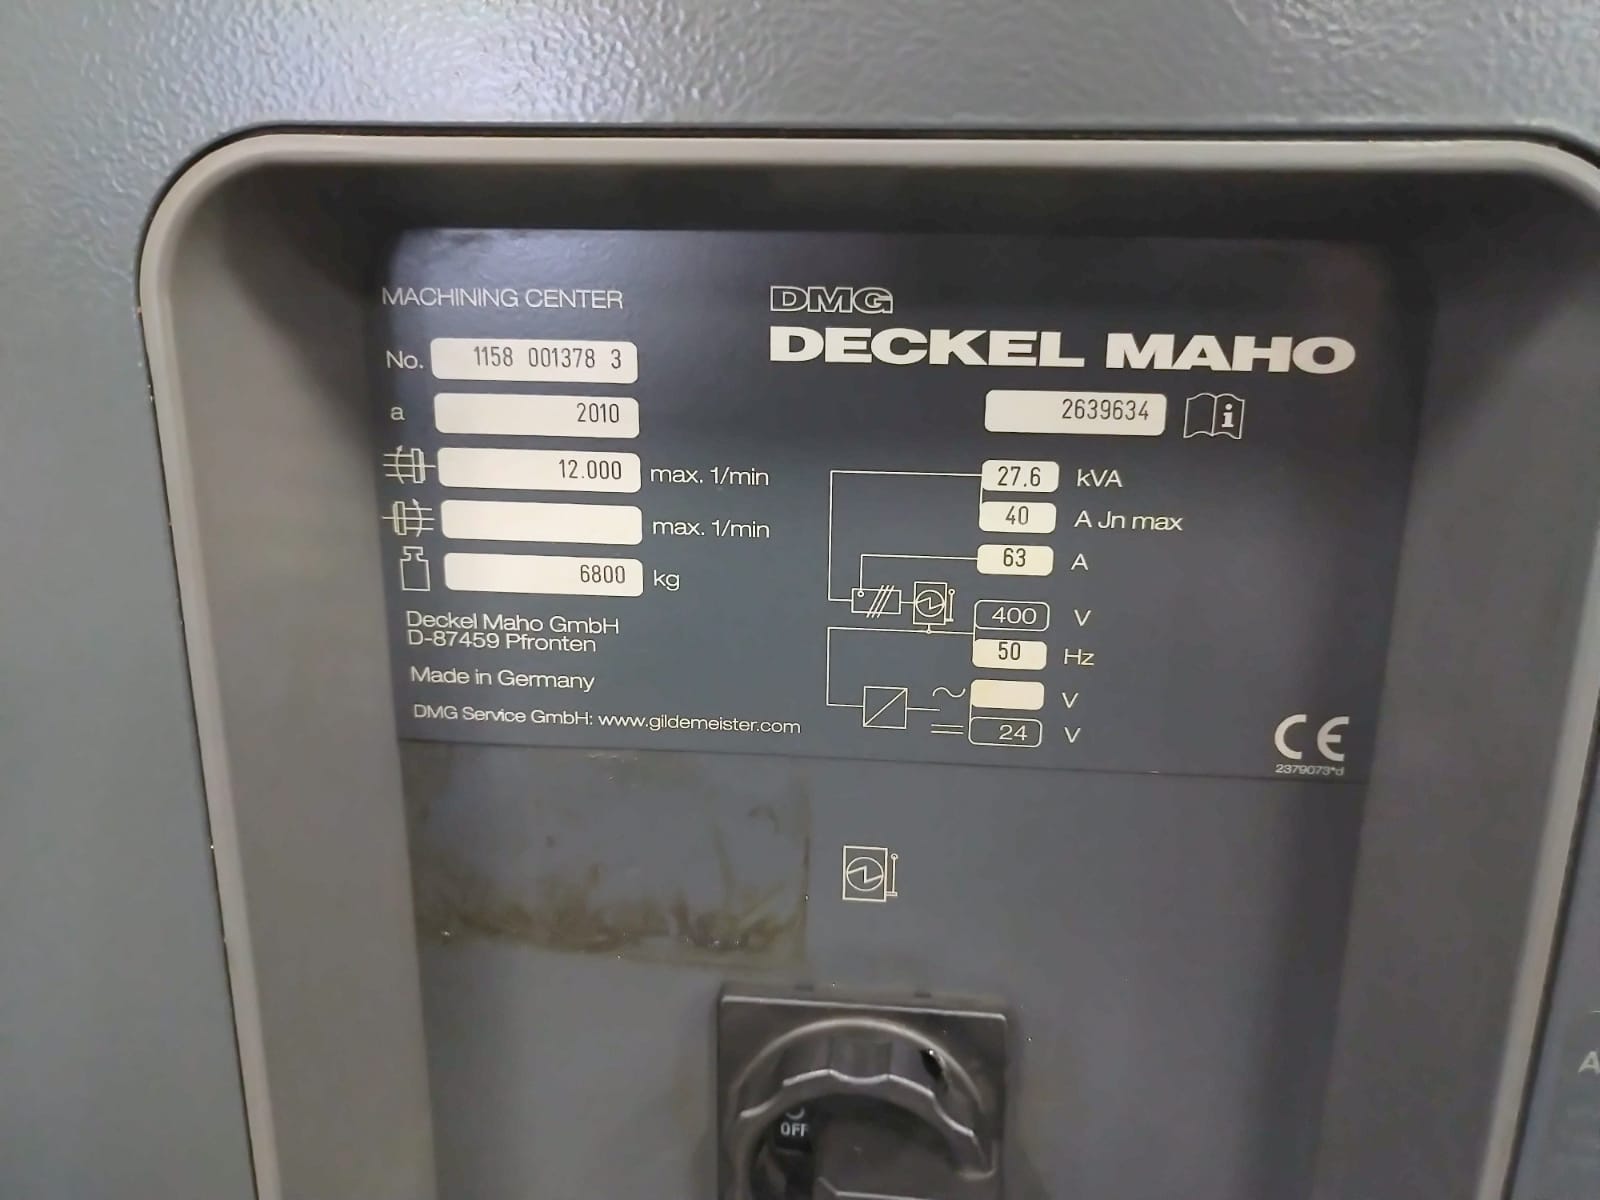 MACHINING CENTER
No. 1158 001378 3
a 2010
12.000 max. 1/min
max. 1/min
6800 kg
Deckel Maho GmbH
D-87459 Pfronten
Made in Germany
DMG Service GmbH: www.gildemeister.com
DMG
DECKEL MAHO
2639634 i
27.6 kVA
40 A Jn max
63 A
400 V
50 Hz
V
24 V
CE
2379073*d
OFF